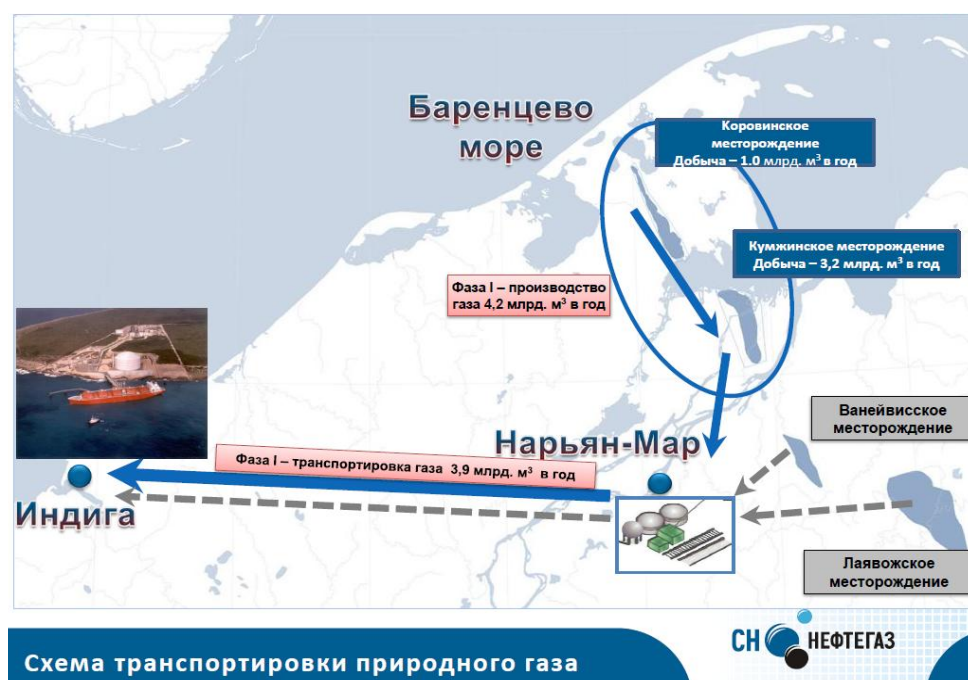 Баренцево
море
Коровинское
месторождение
Добыча – 1.0 млрд. м³ в год
Кумжинское месторождение
Добыча – 3,2 млрд. м³ в год
Фаза I – производство
газа 4,2 млрд. м³ в год
Ванейвисское
месторождение
Нарьян-Мар
Фаза I – транспортировка газа 3,9 млрд. м³ в год
Индига
Лаявожское
месторождение
Схема транспортировки природного газа
СН НЕФТЕГАЗ